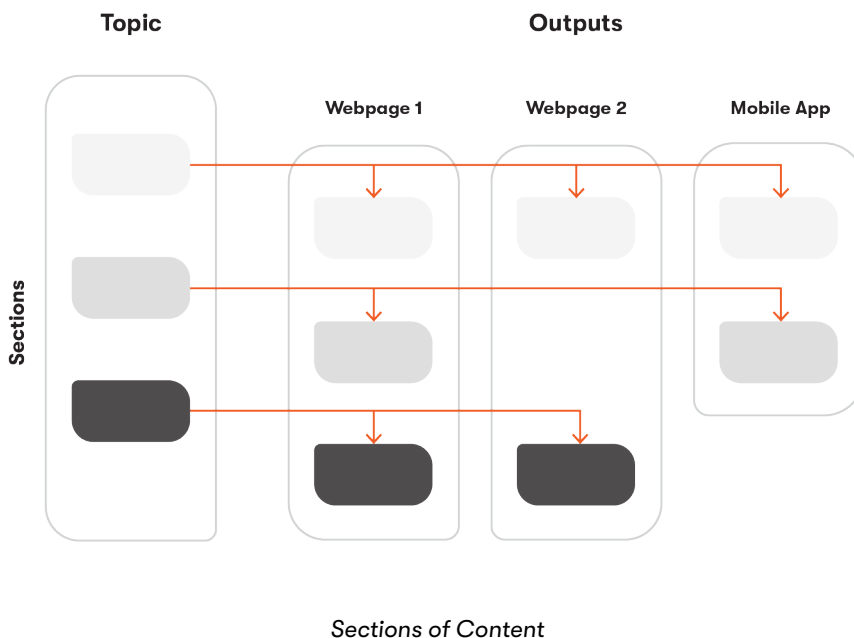 Topic
Outputs
Webpage 1
Webpage 2
Mobile App
Sections
Sections of Content